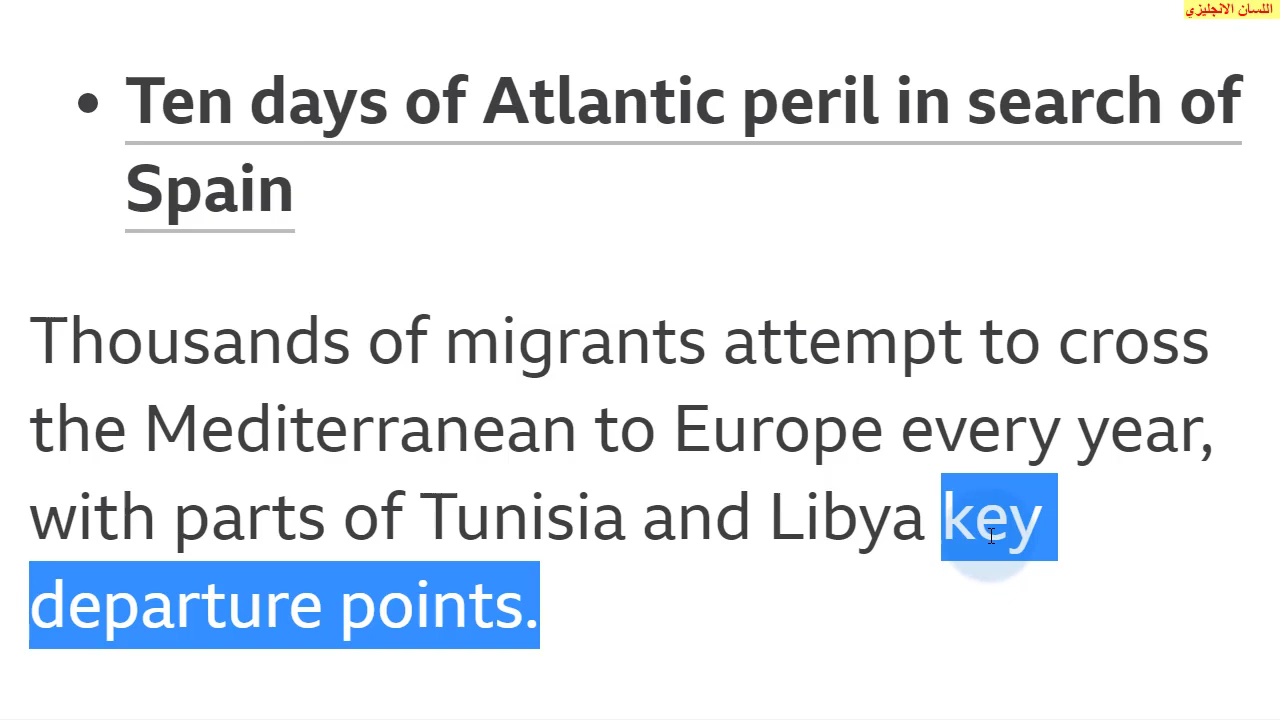 اللسان الانجليزي
• Ten days of Atlantic peril in search of
Spain
Thousands of migrants attempt to cross
the Mediterranean to Europe every year,
with parts of Tunisia and Libya key
departure points.